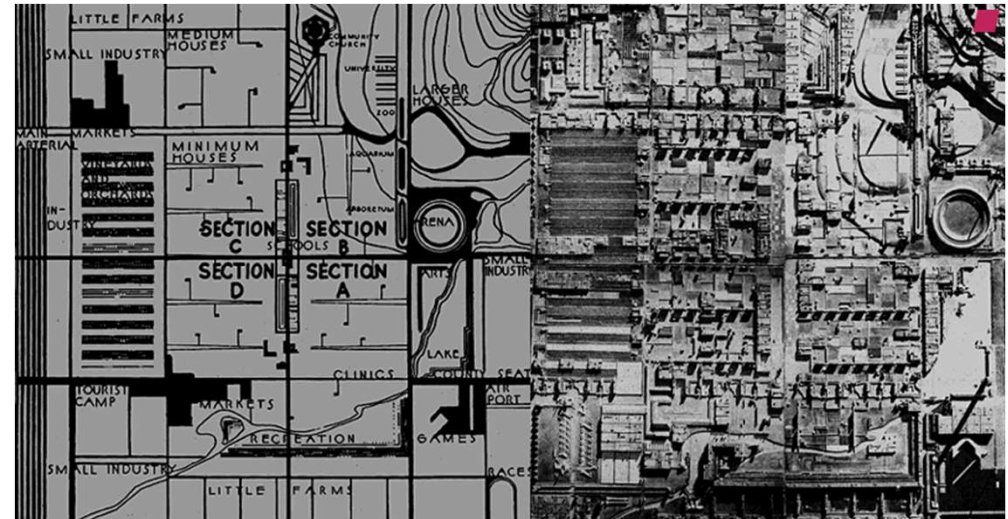 LITTLE FARMS
MEDIUM
HOUSES
COMMUNITY
CHURCH
SMALL INDUSTRY
UNIVERSITY
LARGER
HOUSES
ZOO
MAIN MARKETS
ARTERIAL
MINIMUM
HOUSES
VINEYARDS
AND
ORCHARDS
AQUARIUM
IN-
DUSTRY
ARBORETUM
ARENA
SECTION
C
SECTION
B
SCHOOLS
SECTION
D
SECTION
A
ARTS
SMALL
INDUSTRY
LAKE
CLINICS
COUNTY SEAT
TOURIST
CAMP
MARKETS
AIR
PORT
RECREATION
GAMES
SMALL INDUSTRY
RACES
LITTLE FARMS